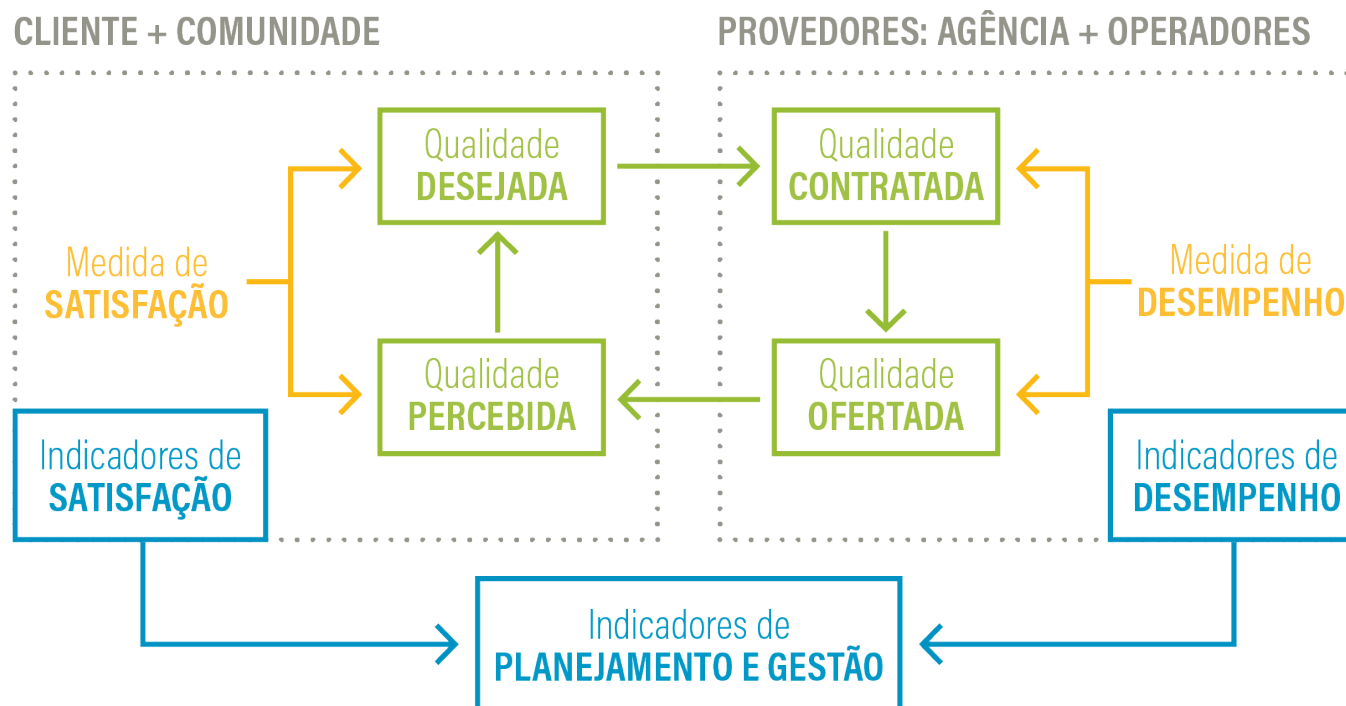 CLIENTE + COMUNIDADE
PROVEDORES: AGÊNCIA + OPERADORES
Qualidade
DESEJADA
Qualidade
CONTRATADA
Medida de
SATISFAÇÃO
Medida de
DESEMPENHO
Qualidade
PERCEBIDA
Qualidade
OFERTADA
Indicadores de
SATISFAÇÃO
Indicadores de
DESEMPENHO
Indicadores de
PLANEJAMENTO E GESTÃO